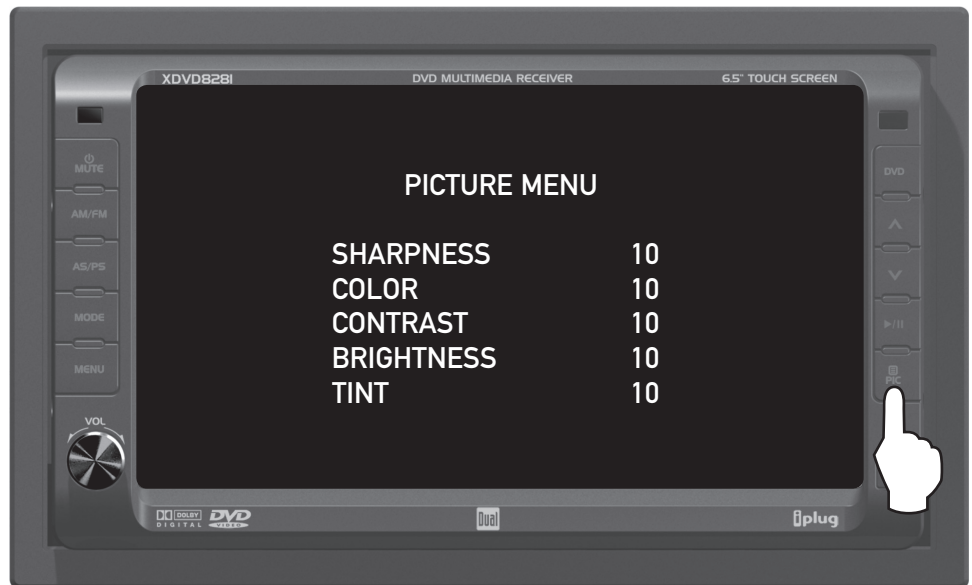 XDVD8281 DVD MULTIMEDIA RECEIVER 6.5" TOUCH SCREEN
MUTE
AM/FM
AS/PS
MODE
MENU
VOL
PICTURE MENU
SHARPNESS 10
COLOR 10
CONTRAST 10
BRIGHTNESS 10
TINT 10
DVD
PIC
DOLBY
DIGITAL
DVD
VIDEO
Dual
iplug